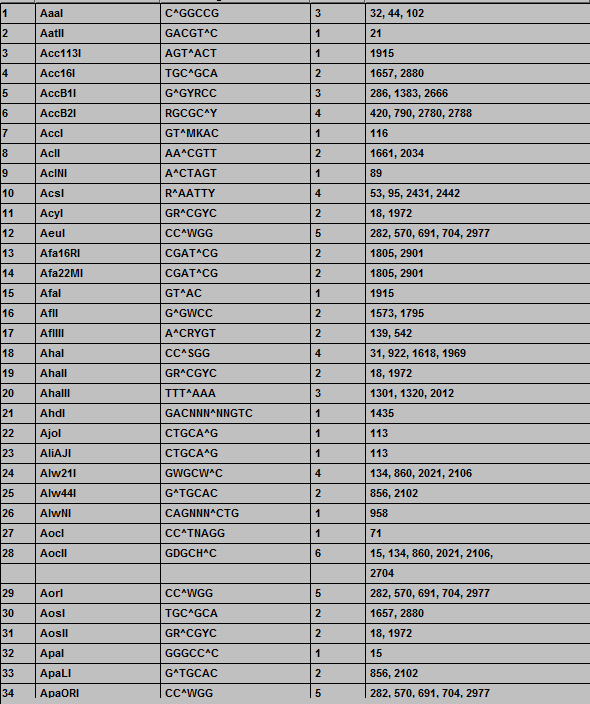 1 AaaI C^GGCCG 3 32, 44, 102
2 AatII GACGT^C 1 21
3 Acc113I AGT^ACT 1 1915
4 Acc16I TGC^GCA 2 1657, 2880
5 AccB1I G^GYRCC 3 286, 1383, 2666
6 AccB2I RGCGC^Y 4 420, 790, 2780, 2788
7 AccI GT^MKAC 1 116
8 AclI AA^CGTT 2 1661, 2034
9 AclNI A^CTAGT 1 89
10 AcsI R^AATTY 4 53, 95, 2431, 2442
11 AcyI GR^CGYC 2 18, 1972
12 AeuI CC^WGG 5 282, 570, 691, 704, 2977
13 Afa16RI CGAT^CG 2 1805, 2901
14 Afa22MI CGAT^CG 2 1805, 2901
15 AfaI GT^AC 1 1915
16 AflI G^GWCC 2 1573, 1795
17 AflIII A^CRYGT 2 139, 542
18 AhaI CC^SGG 4 31, 922, 1618, 1969
19 AhaII GR^CGYC 2 18, 1972
20 AhaIII TTT^AAA 3 1301, 1320, 2012
21 AhdI GACNNN^NNGTC 1 1435
22 AjoI CTGCA^G 1 113
23 AliAJI CTGCA^G 1 113
24 Alw21I GWGCW^C 4 134, 860, 2021, 2106
25 Alw44I G^TGCAC 2 856, 2102
26 AlwNI CAGNNN^CTG 1 958
27 AocI CC^TNAGG 1 71
28 AocII GDGCH^C 6 15, 134, 860, 2021, 2106,
2704
29 AorI CC^WGG 5 282, 570, 691, 704, 2977
30 AosI TGC^GCA 2 1657, 2880
31 AosII GR^CGYC 2 18, 1972
32 ApaI GGGCC^C 1 15
33 ApaLI G^TGCAC 2 856, 2102
34 ApaORI CC^WGG 5 282, 570, 691, 704, 2977